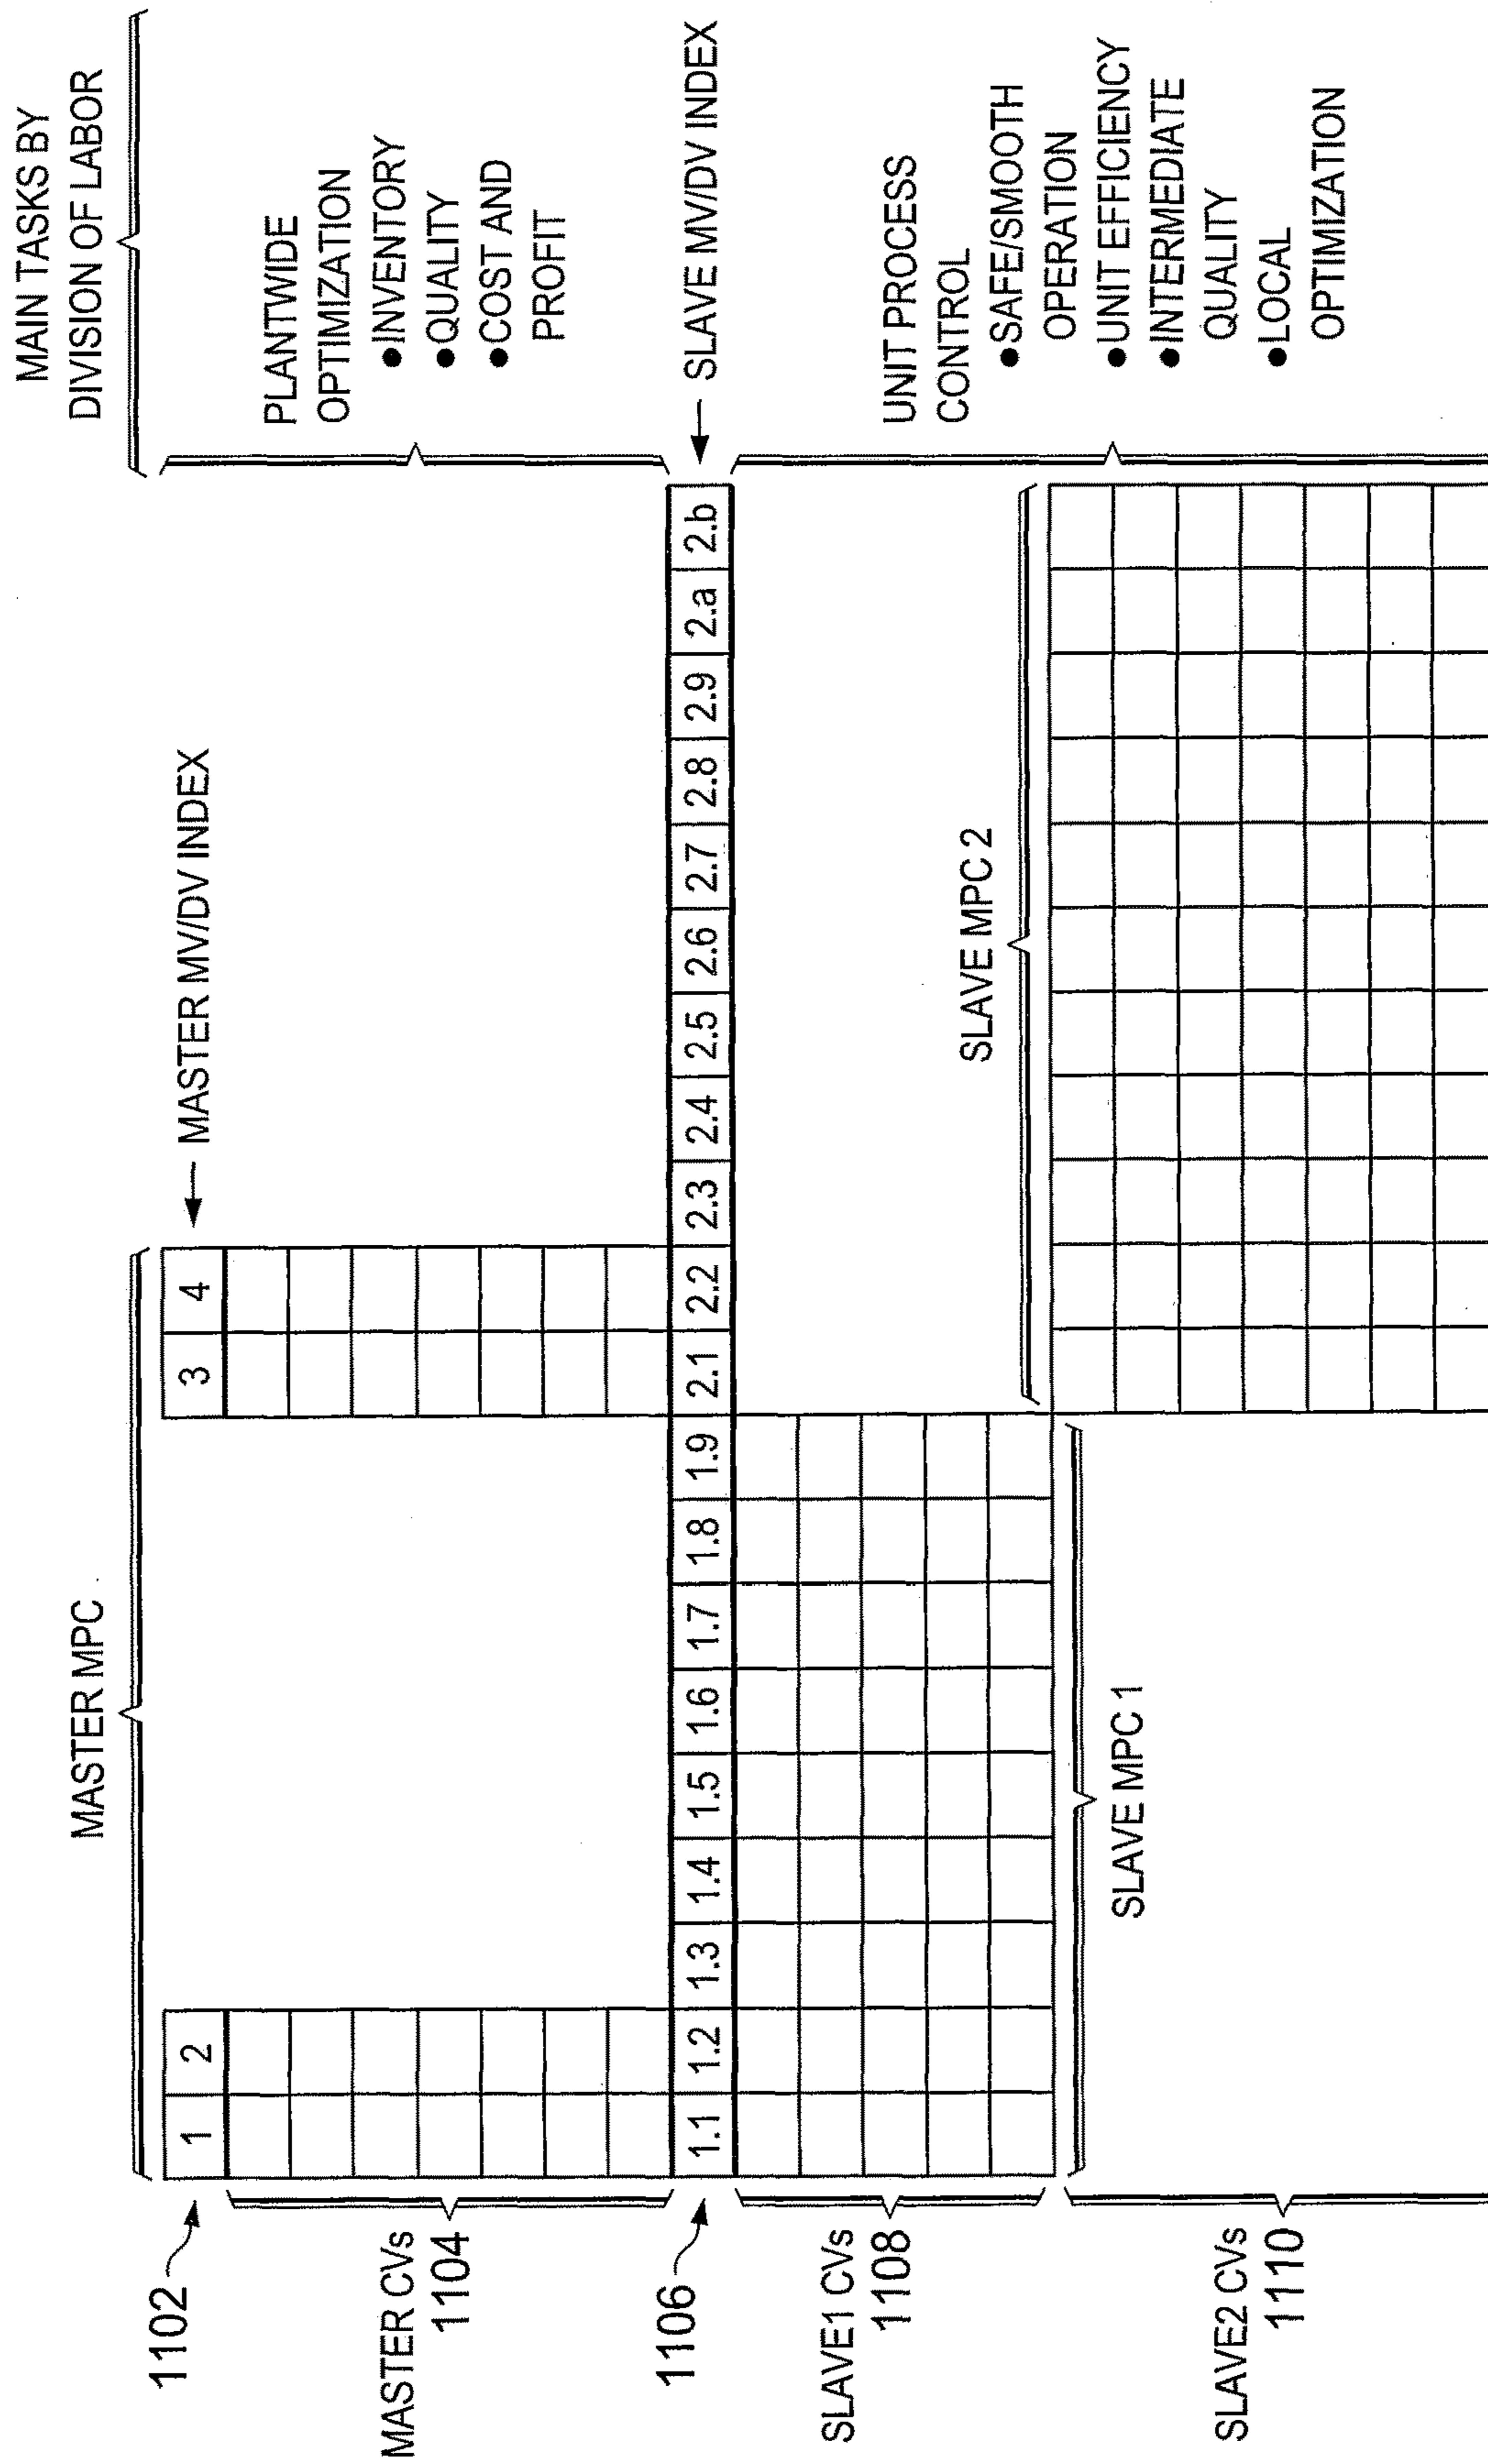 MAIN TASKS BY
DIVISION OF LABOR
MASTER MPC
1102
1
2
3
4
MASTER MV/DV INDEX
MASTER CVs
1104
PLANTWIDE
OPTIMIZATION
●INVENTORY
●QUALITY
●COST AND
PROFIT
1106
1.1
1.2
1.3
1.4
1.5
1.6
1.7
1.8
1.9
2.1
2.2
2.3
2.4
2.5
2.6
2.7
2.8
2.9
2.a
2.b
SLAVE MV/DV INDEX
SLAVE1 CVs
1108
SLAVE MPC 2
SLAVE MPC 1
UNIT PROCESS
CONTROL
●SAFE/SMOOTH
OPERATION
●UNIT EFFICIENCY
●INTERMEDIATE
QUALITY
●LOCAL
OPTIMIZATION
SLAVE2 CVs
1110